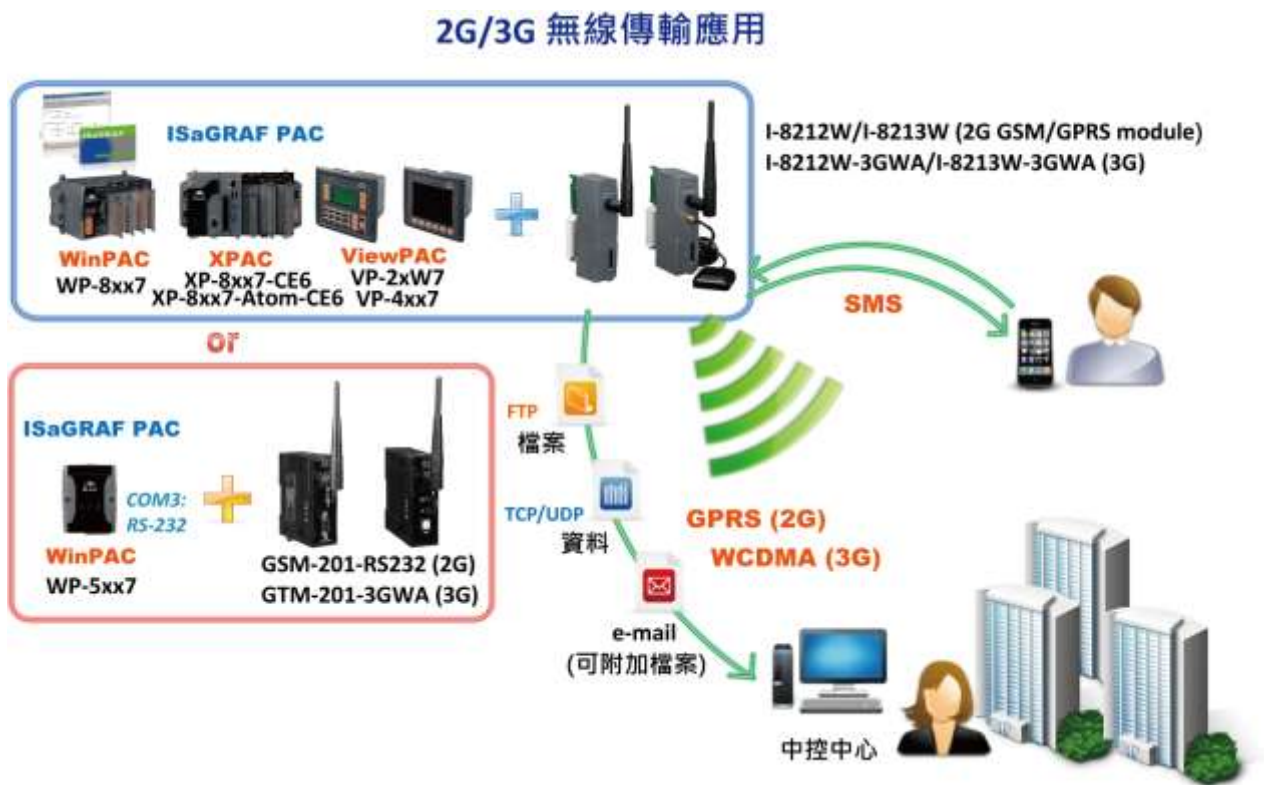 2G/3G 無線傳輸應用
ISaGRAF PAC
I-8212W/I-8213W (2G GSM/GPRS module)
I-8212W-3GWA/I-8213W-3GWA (3G)
WinPAC
WP-8xx7
XPAC
XP-8xx7-CE6
XP-8xx7-Atom-CE6
ViewPAC
VP-2xW7
VP-4xx7
SMS
or
ISaGRAF PAC
COM3:
RS-232
WinPAC
WP-5xx7
GSM-201-RS232 (2G)
GTM-201-3GWA (3G)
FTP
檔案
TCP/UDP
資料
GPRS (2G)
WCDMA (3G)
e-mail
(可附加檔案)
中控中心